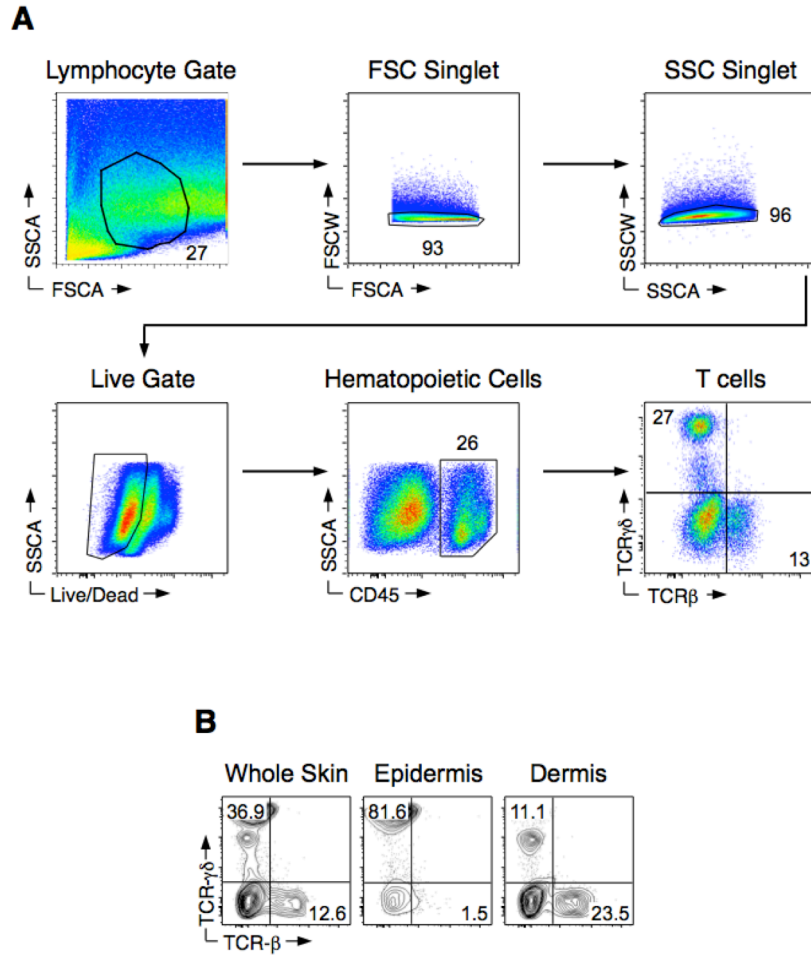 A
Lymphocyte Gate
FSC Singlet
SSC Singlet
SSCA
27
FSCA
FSCW
93
FSCA
SSCW
96
SSCA
Live Gate
Hematopoietic Cells
T cells
SSCA
Live/Dead
26
SSCA
CD45
27
TCRγδ
13
TCRβ
B
Whole Skin
Epidermis
Dermis
36.9
81.6
11.1
TCR-γδ
12.6
1.5
23.5
TCR-β